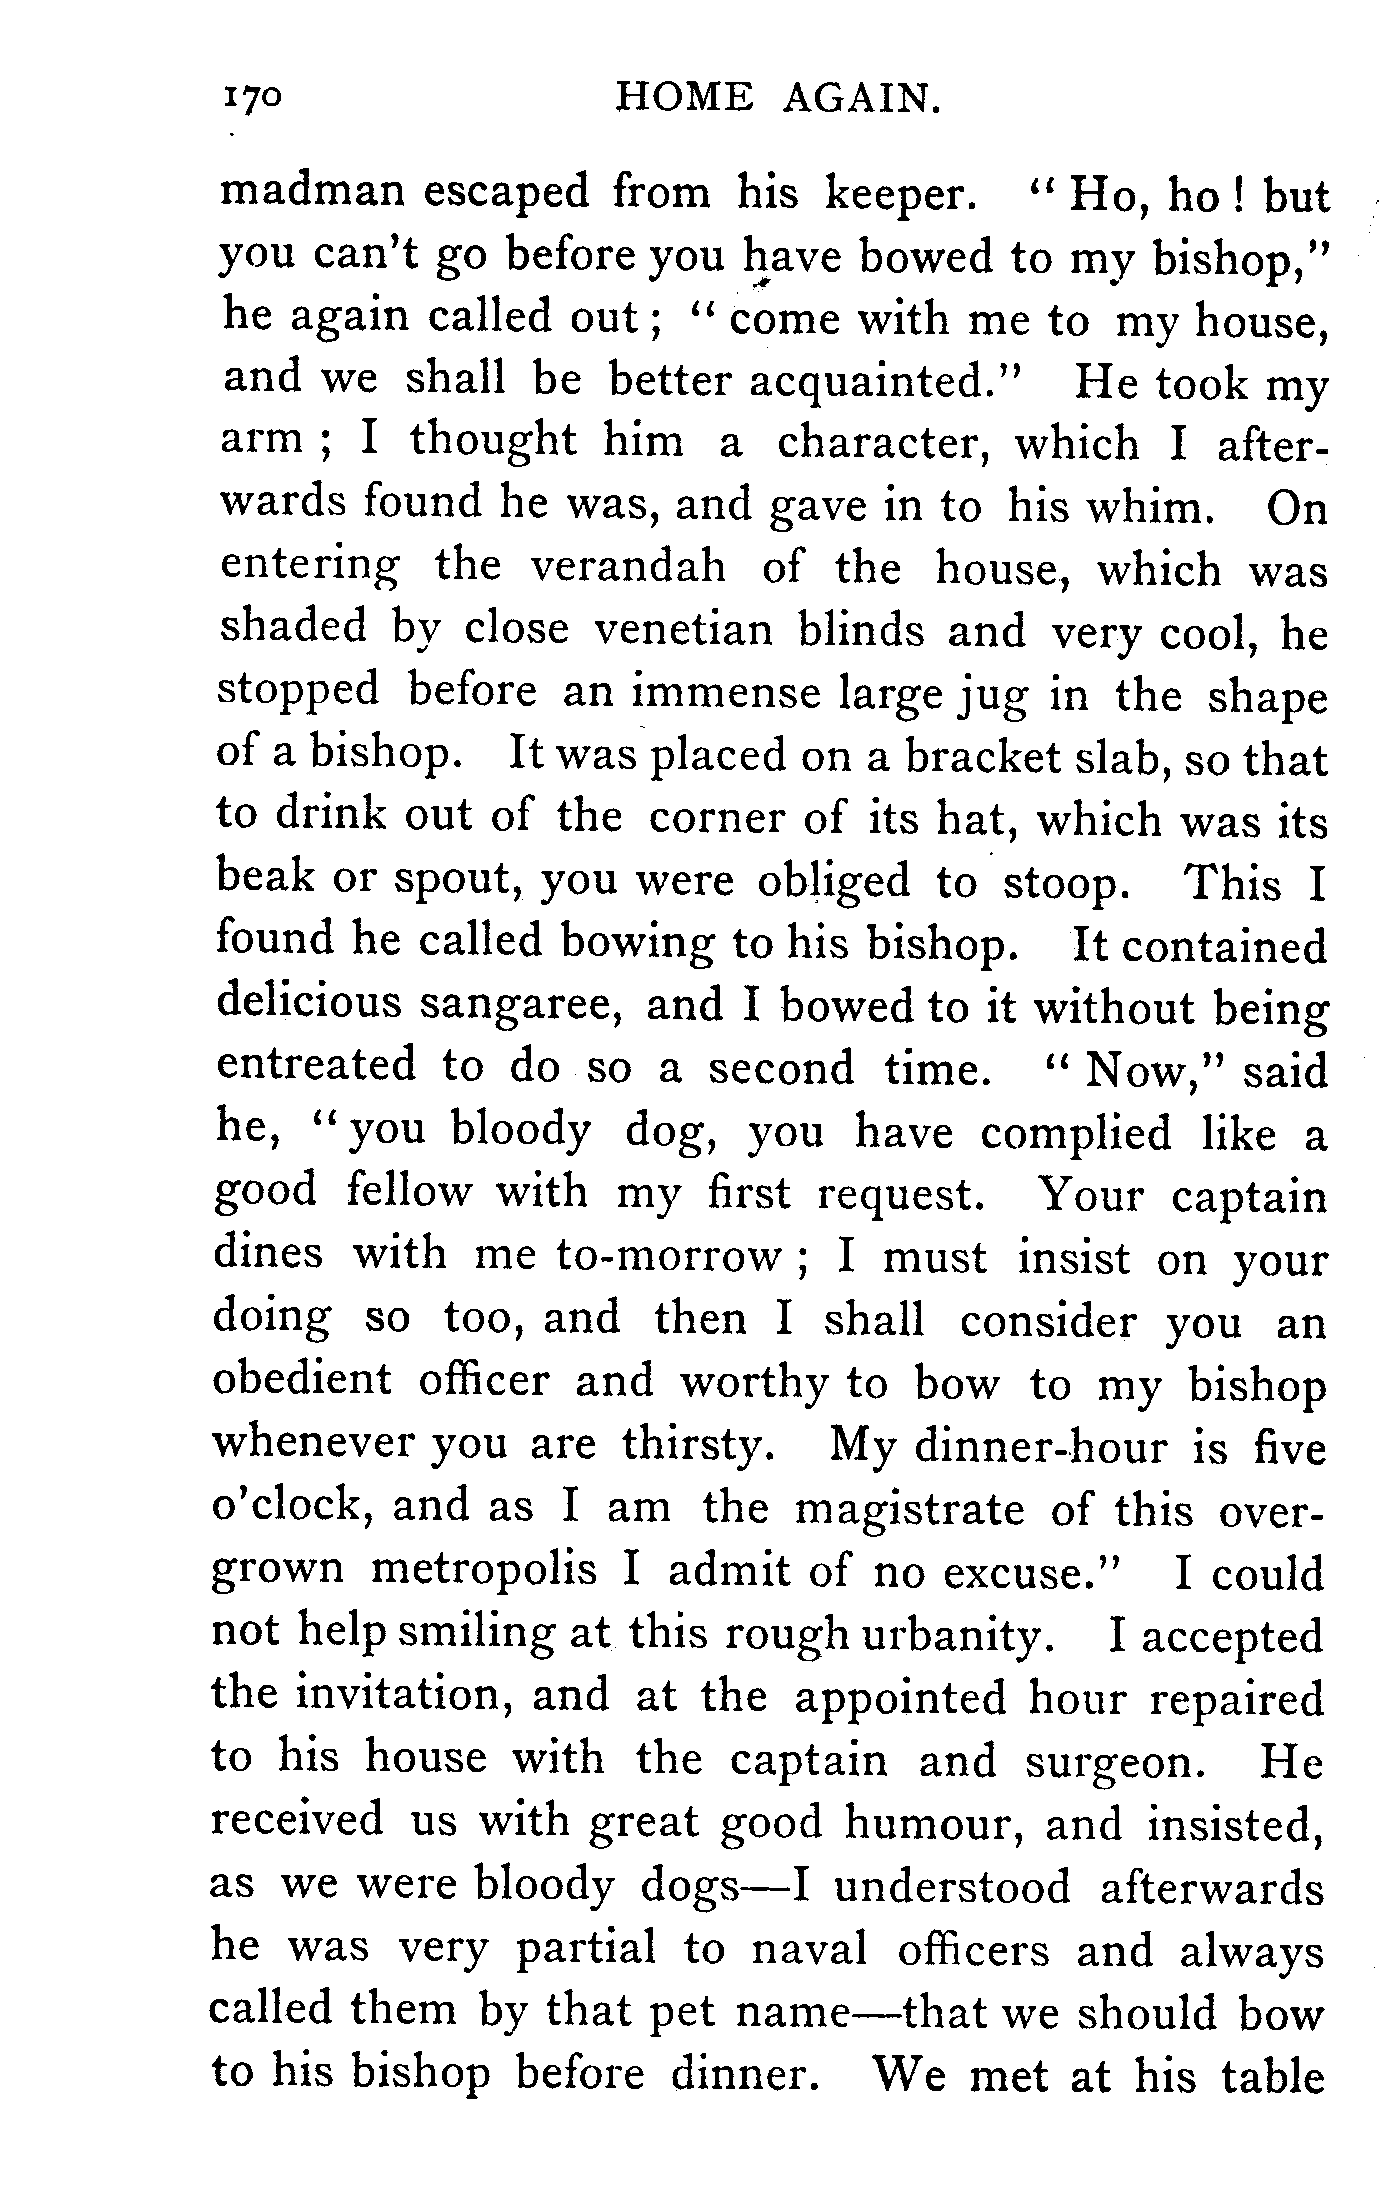 170 HOME AGAIN.
madman escaped from his keeper. “ Ho, ho ! but
you can't go before you have bowed to my bishop,”
he again called out ; “ come with me to my house,
and we shall be better acquainted.” He took my
arm ; I thought him a character, which I after-
wards found he was, and gave in to his whim. On
entering the verandah of the house, which was
shaded by close venetian blinds and very cool, he
stopped before an immense large jug in the shape
of a bishop. It was placed on a bracket slab, so that
to drink out of the corner of its hat, which was its
beak or spout, you were obliged to stoop. This I
found he called bowing to his bishop. It contained
delicious sangaree, and I bowed to it without being
entreated to do so a second time. “ Now,” said
he, “ you bloody dog, you have complied like a
good fellow with my first request. Your captain
dines with me to-morrow ; I must insist on your
doing so too, and then I shall consider you an
obedient officer and worthy to bow to my bishop
whenever you are thirsty. My dinner-hour is five
o'clock, and as I am the magistrate of this over-
grown metropolis I admit of no excuse.” I could
not help smiling at this rough urbanity. I accepted
the invitation, and at the appointed hour repaired
to his house with the captain and surgeon. He
received us with great good humour, and insisted,
as we were bloody dogs—I understood afterwards
he was very partial to naval officers and always
called them by that pet name—that we should bow
to his bishop before dinner. We met at his table